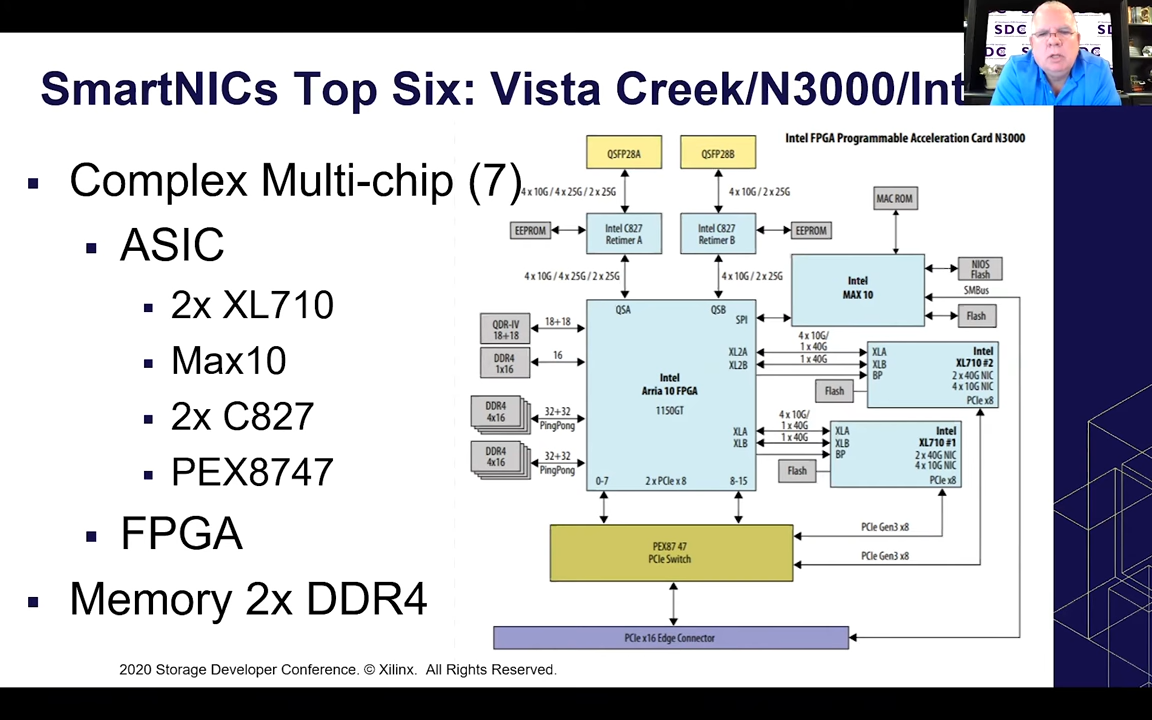 SDC
SDC
DC
SDC
SmartNICs Top Six: Vista Creek/N3000/Int
Complex Multi-chip (7)
ASIC
2x XL710
Max10
2x C827
PEX8747
FPGA
Memory 2x DDR4
Intel FPGA Programmable Acceleration Card N3000
QSFP28A
QSFP28B
4 x 10G / 4 x 25G / 2 x 25G
4 x 10G / 2 x 25G
MAC ROM
EEPROM
Intel C827
Retimer A
Intel C827
Retimer B
EEPROM
4 x 10G / 4 x 25G / 2 x 25G
4 x 10G / 2 x 25G
Intel
MAX 10
NIOS
Flash
SMBus
Flash
QSA
QSB
SPI
QDR-IV
18+18
18+18
DDR4
1x16
16
DDR4
4x16
32+32
PingPong
DDR4
4x16
32+32
PingPong
Intel
Arria 10 FPGA
1150GT
XL2A
XL2B
4 x 10G/
1 x 40G
1 x 40G
XLA
XLB
BP
Intel
XL710 #2
2 x 40G NIC
4 x 10G NIC
PCIe x8
Flash
XLA
XLB
4 x 10G/
1 x 40G
1 x 40G
XLA
XLB
BP
Intel
XL710 #1
2 x 40G NIC
4 x 10G NIC
PCIe x8
Flash
0-7
2 x PCIe x 8
8-15
PEX87 47
PCIe Switch
PCIe Gen3 x8
PCIe Gen3 x8
PCIe x16 Edge Connector
2020 Storage Developer Conference. © Xilinx. All Rights Reserved.